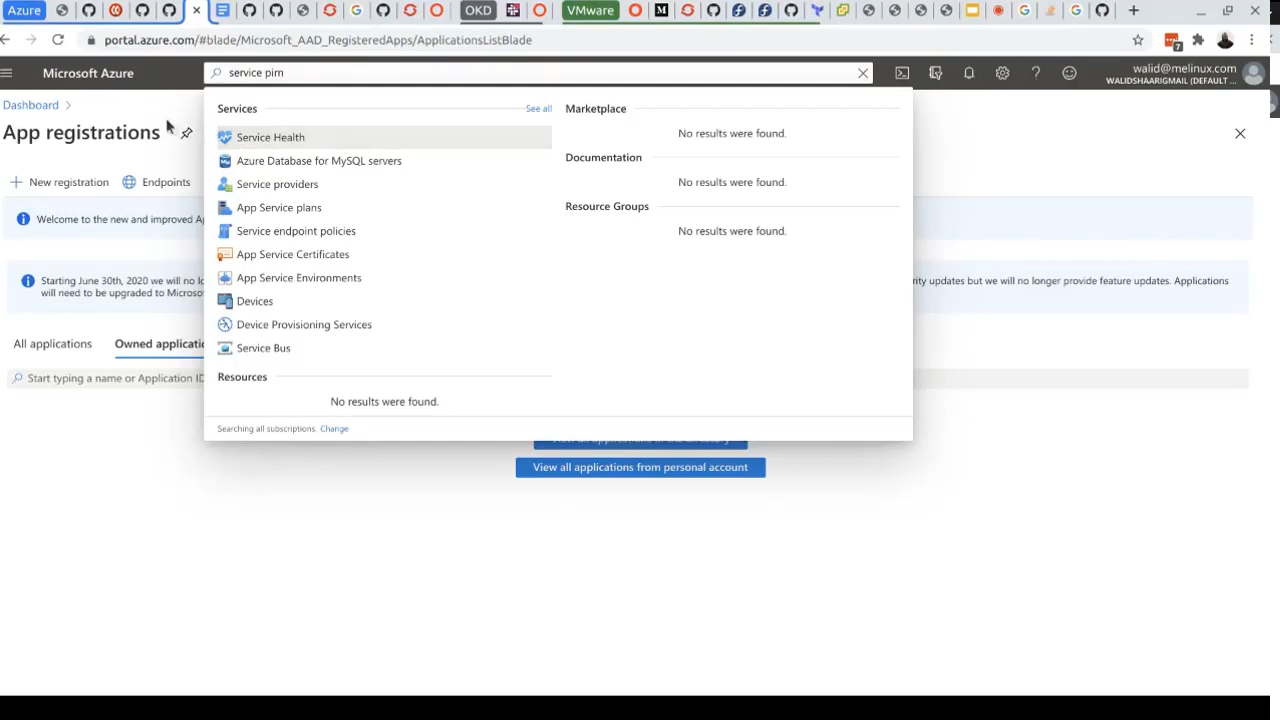 Azure
OKD
VMware
portal.azure.com/#blade/Microsoft_AAD_RegisteredApps/ApplicationsListBlade
7
Microsoft Azure
service pim
walid@melinux.com
WALIDSHAARIGMAIL (DEFAULT ...
Dashboard
App registrations
New registration
Endpoints
Welcome to the new and improved Ap
Starting June 30th, 2020 we will no lo
will need to be upgraded to Microsof
urity updates but we will no longer provide feature updates. Applications
All applications
Owned applicatio
Start typing a name or Application ID
Services
See all
Service Health
Azure Database for MySQL servers
Service providers
App Service plans
Service endpoint policies
App Service Certificates
App Service Environments
Devices
Device Provisioning Services
Service Bus
Resources
No results were found.
Searching all subscriptions.
Change
Marketplace
No results were found.
Documentation
No results were found.
Resource Groups
No results were found.
View all applications from personal account